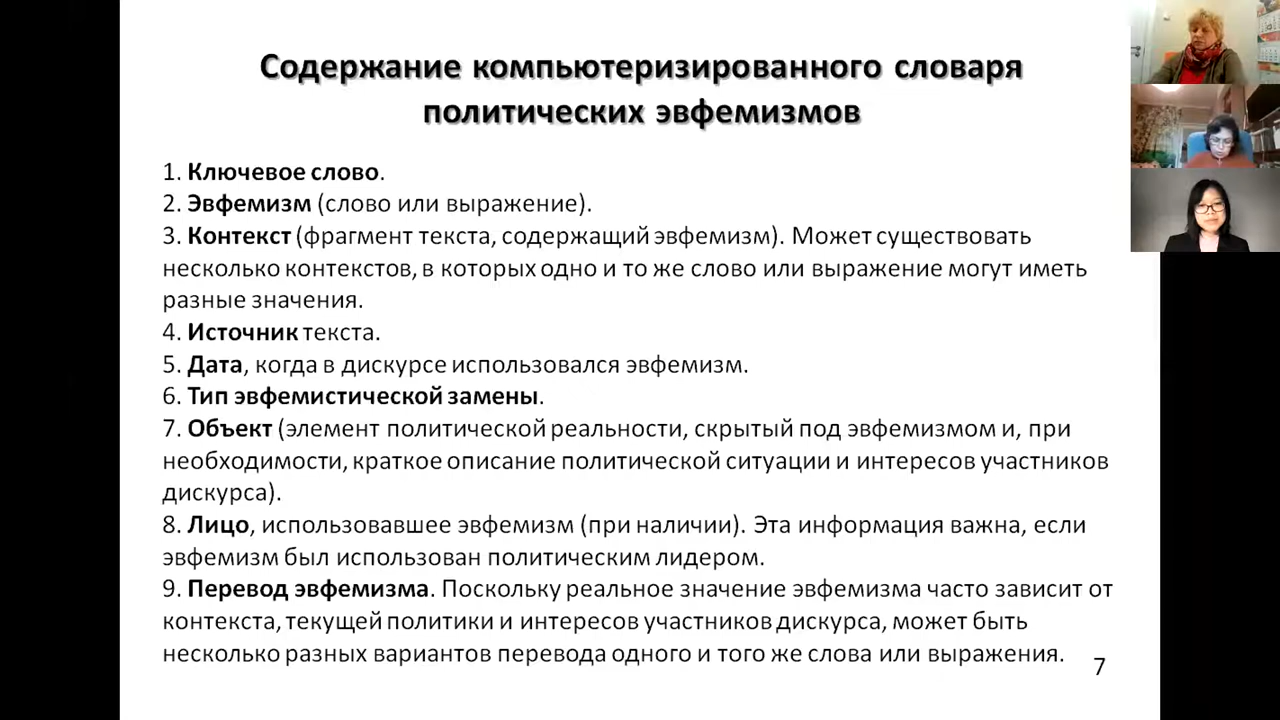 Содержание компьютеризированного словаря
политических эвфемизмов
1. Ключевое слово.
2. Эвфемизм (слово или выражение).
3. Контекст (фрагмент текста, содержащий эвфемизм). Может существовать
несколько контекстов, в которых одно и то же слово или выражение могут иметь
разные значения.
4. Источник текста.
5. Дата, когда в дискурсе использовался эвфемизм.
6. Тип эвфемистической замены.
7. Объект (элемент политической реальности, скрытый под эвфемизмом и, при
необходимости, краткое описание политической ситуации и интересов участников
дискурса).
8. Лицо, использовавшее эвфемизм (при наличии). Эта информация важна, если
эвфемизм был использован политическим лидером.
9. Перевод эвфемизма. Поскольку реальное значение эвфемизма часто зависит от
контекста, текущей политики и интересов участников дискурса, может быть
несколько разных вариантов перевода одного и того же слова или выражения.
7